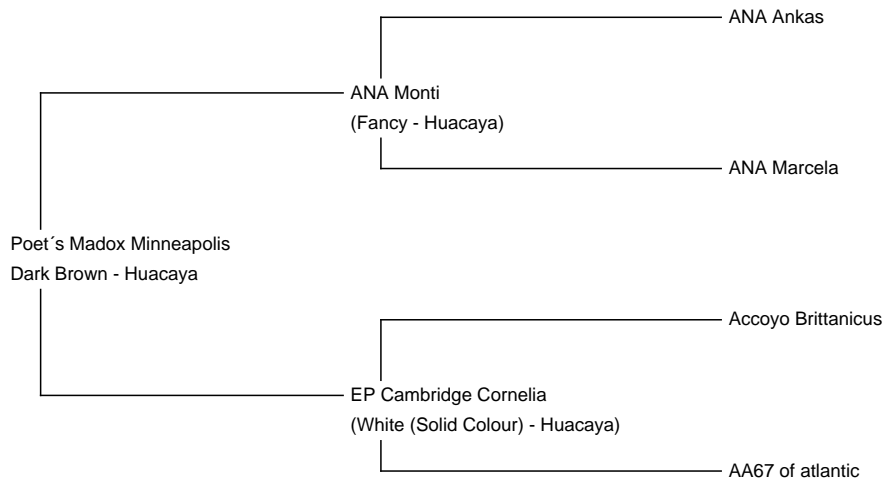 ANA Ankas
ANA Monti
(Fancy - Huacaya)
ANA Marcela
Poet´s Madox Minneapolis
Dark Brown - Huacaya
Accoyo Brittanicus
EP Cambridge Cornelia
(White (Solid Colour) - Huacaya)
AA67 of atlantic